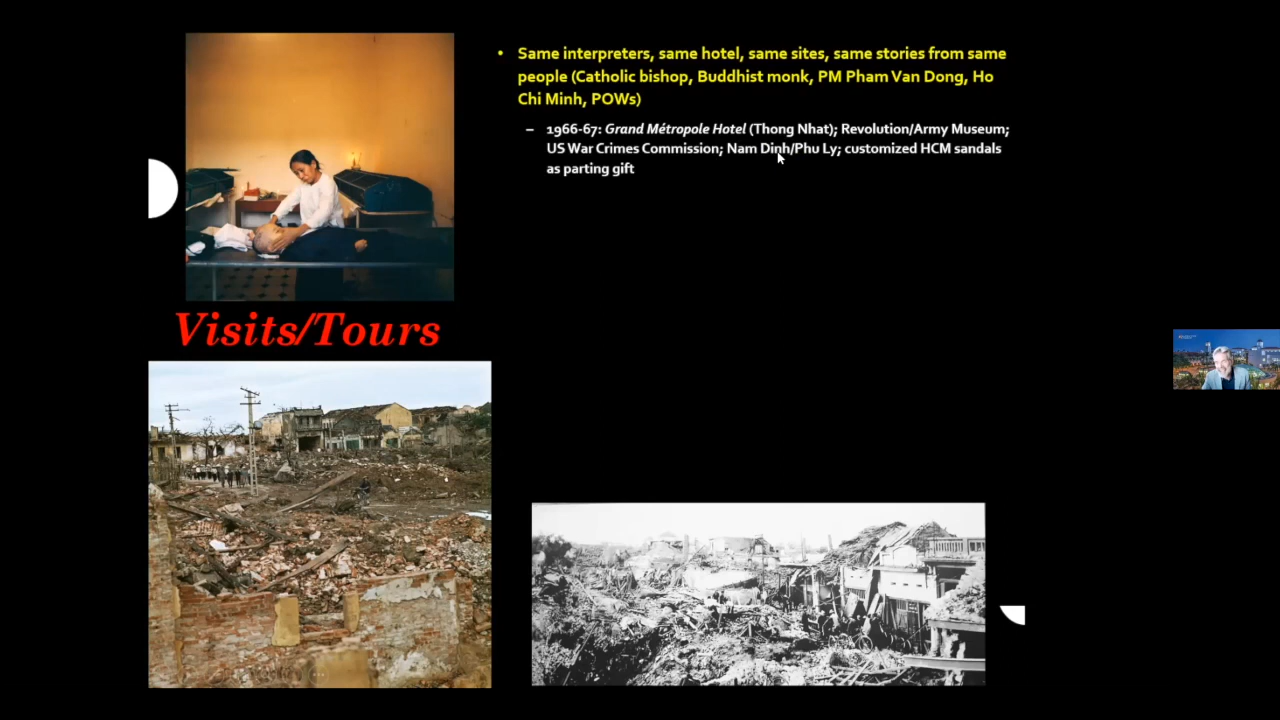 • Same interpreters, same hotel, same sites, same stories from same
people (Catholic bishop, Buddhist monk, PM Pham Van Dong, Ho
Chi Minh, POWs)
– 1966-67: Grand Métropole Hotel (Thong Nhat); Revolution/Army Museum;
US War Crimes Commission; Nam Dinh/Phu Ly; customized HCM sandals
as parting gift
Visits/Tours